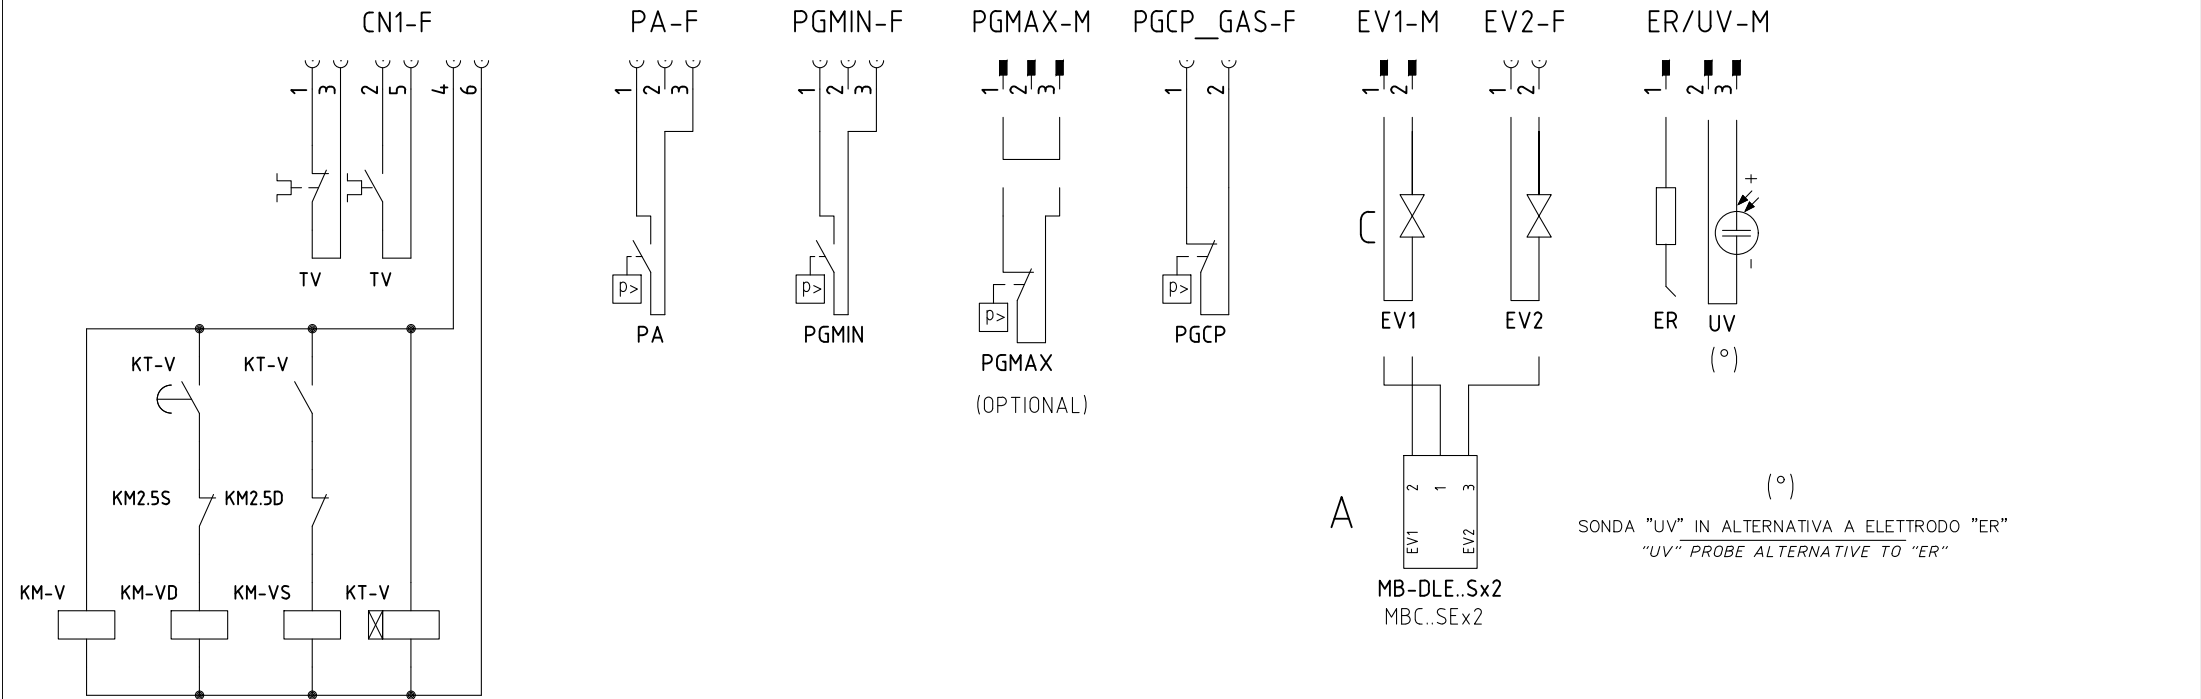 CN1-F PA-F PGMIN-F PGMAX-M PGCP_GAS-F EV1-M EV2-F ER/UV-M
1 3 2 5 4 6 1 2 3 1 2 3 1 2 3 1 2 1 2 1 2 1 2 3
+
-
TV TV
p> p> p> p>
PA PGMIN PGMAX PGCP EV1 EV2 ER UV
(°)
(OPTIONAL)
KT-V KT-V
KM2.5S KM2.5D
KM-V KM-VD KM-VS KT-V
C
A
2 1 3
EV1 EV2
MB-DLE..Sx2
MBC..SEx2
(°)
SONDA "UV" IN ALTERNATIVA A ELETTRODO "ER"
"UV" PROBE ALTERNATIVE TO "ER"